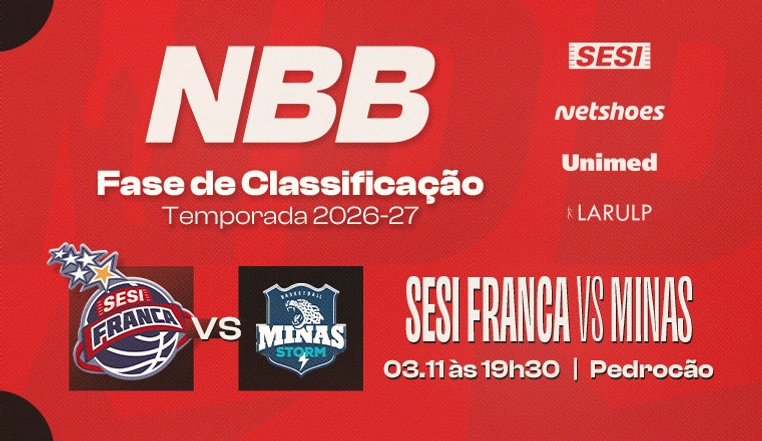 NBB
Fase de Classificação
Temporada 2026-27
SESI
netshoes
Unimed
LARULP
SESI
FRANCA
VS
BASKETBALL
MINAS
STORM
SESI FRANCA VS MINAS
03.11 às 19h30 | Pedrocão